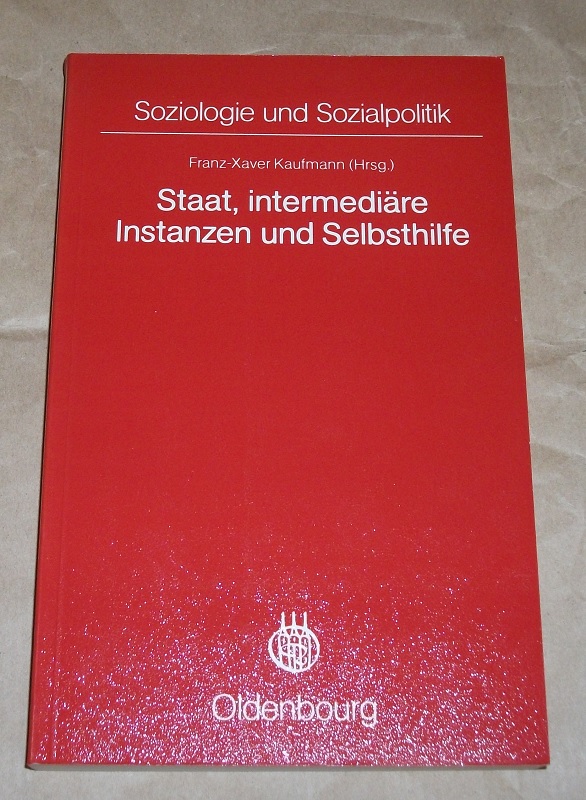 Soziologie und Sozialpolitik
Franz-Xaver Kaufmann (Hrsg.)
Staat, intermediäre
Instanzen und Selbsthilfe
Oldenbourg